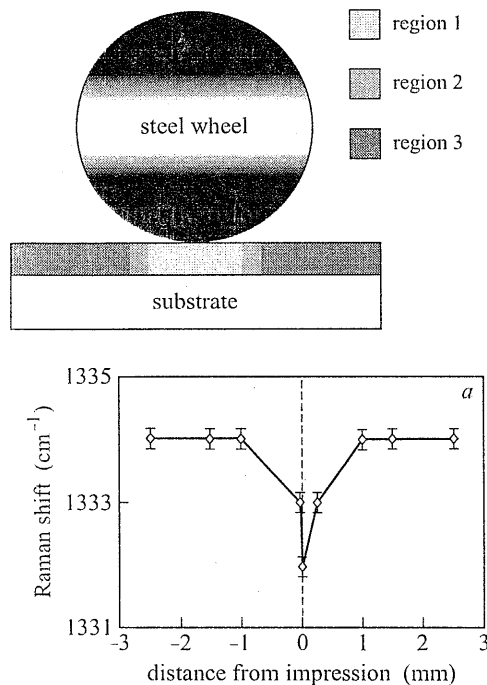 region 1
region 2
steel wheel
region 3
substrate
1335
a
1333
1331
Raman shift (cm⁻¹)
-3 -2 -1 0 1 2 3
distance from impression (mm)